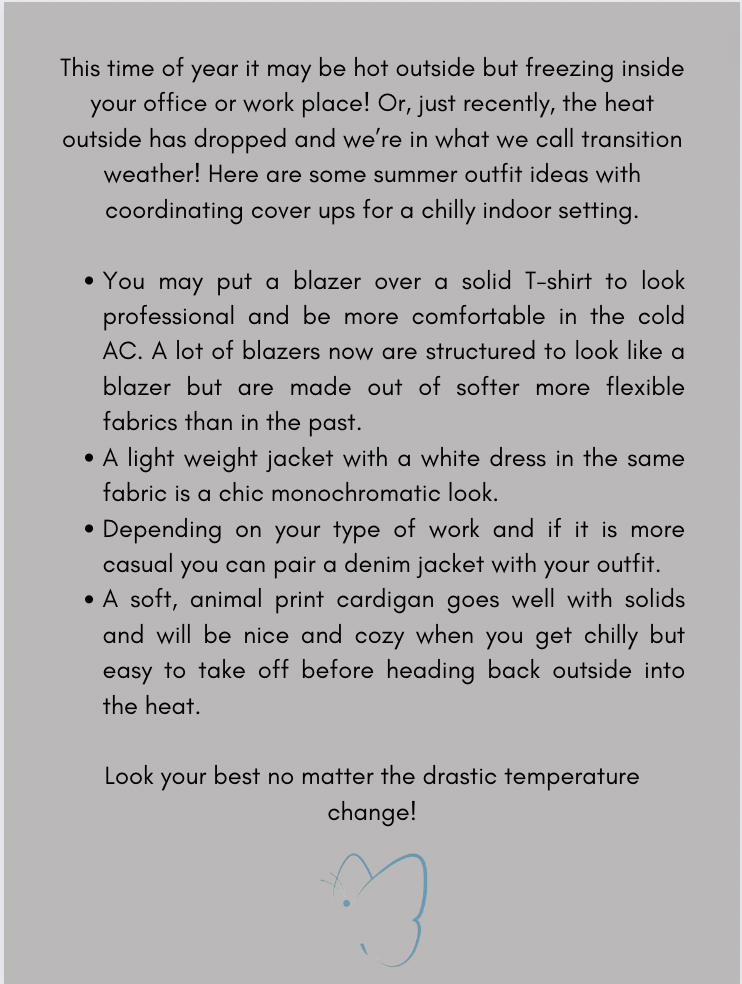 This time of year it may be hot outside but freezing inside
your office or work place! Or, just recently, the heat
outside has dropped and we're in what we call transition
weather! Here are some summer outfit ideas with
coordinating cover ups for a chilly indoor setting.
• You may put a blazer over a solid T-shirt to look
professional and be more comfortable in the cold
AC. A lot of blazers now are structured to look like a
blazer but are made out of softer more flexible
fabrics than in the past.
• A light weight jacket with a white dress in the same
fabric is a chic monochromatic look.
• Depending on your type of work and if it is more
casual you can pair a denim jacket with your outfit.
• A soft, animal print cardigan goes well with solids
and will be nice and cozy when you get chilly but
easy to take off before heading back outside into
the heat.
Look your best no matter the drastic temperature
change!